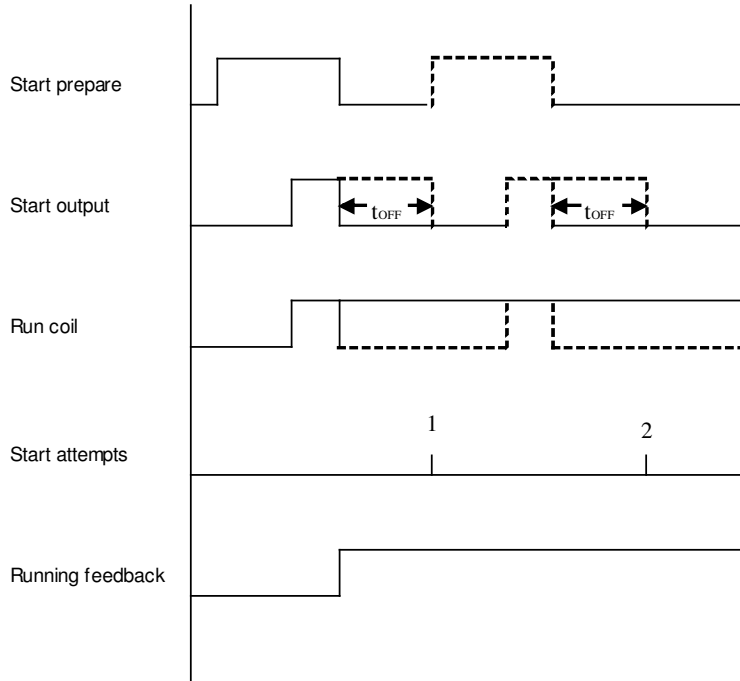 Start prepare
Start output
tOFF
tOFF
Run coil
1
2
Start attempts
Running feedback